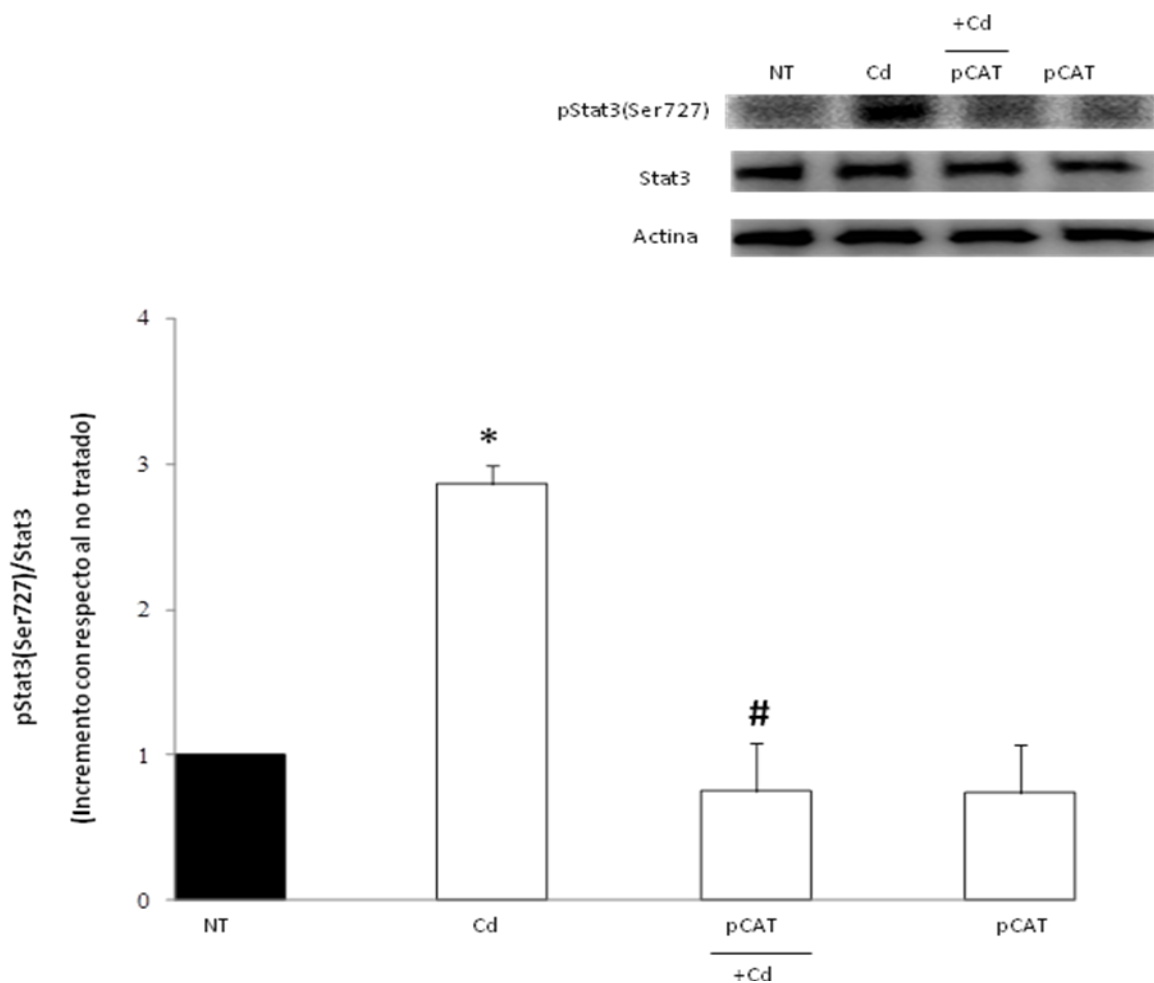 +Cd
NT Cd pCAT pCAT
pStat3(Ser727)
Stat3
Actina
pStat3(Ser727)/Stat3
(Incremento con respecto al no tratado)
4
3
2
1
0
*
#
NT Cd pCAT pCAT
+Cd